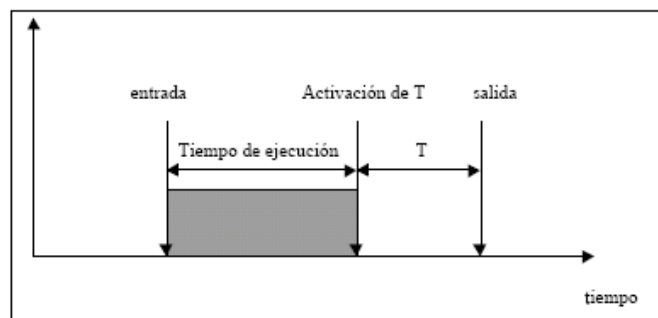 entrada
Activación de T
salida
Tiempo de ejecución
T
tiempo